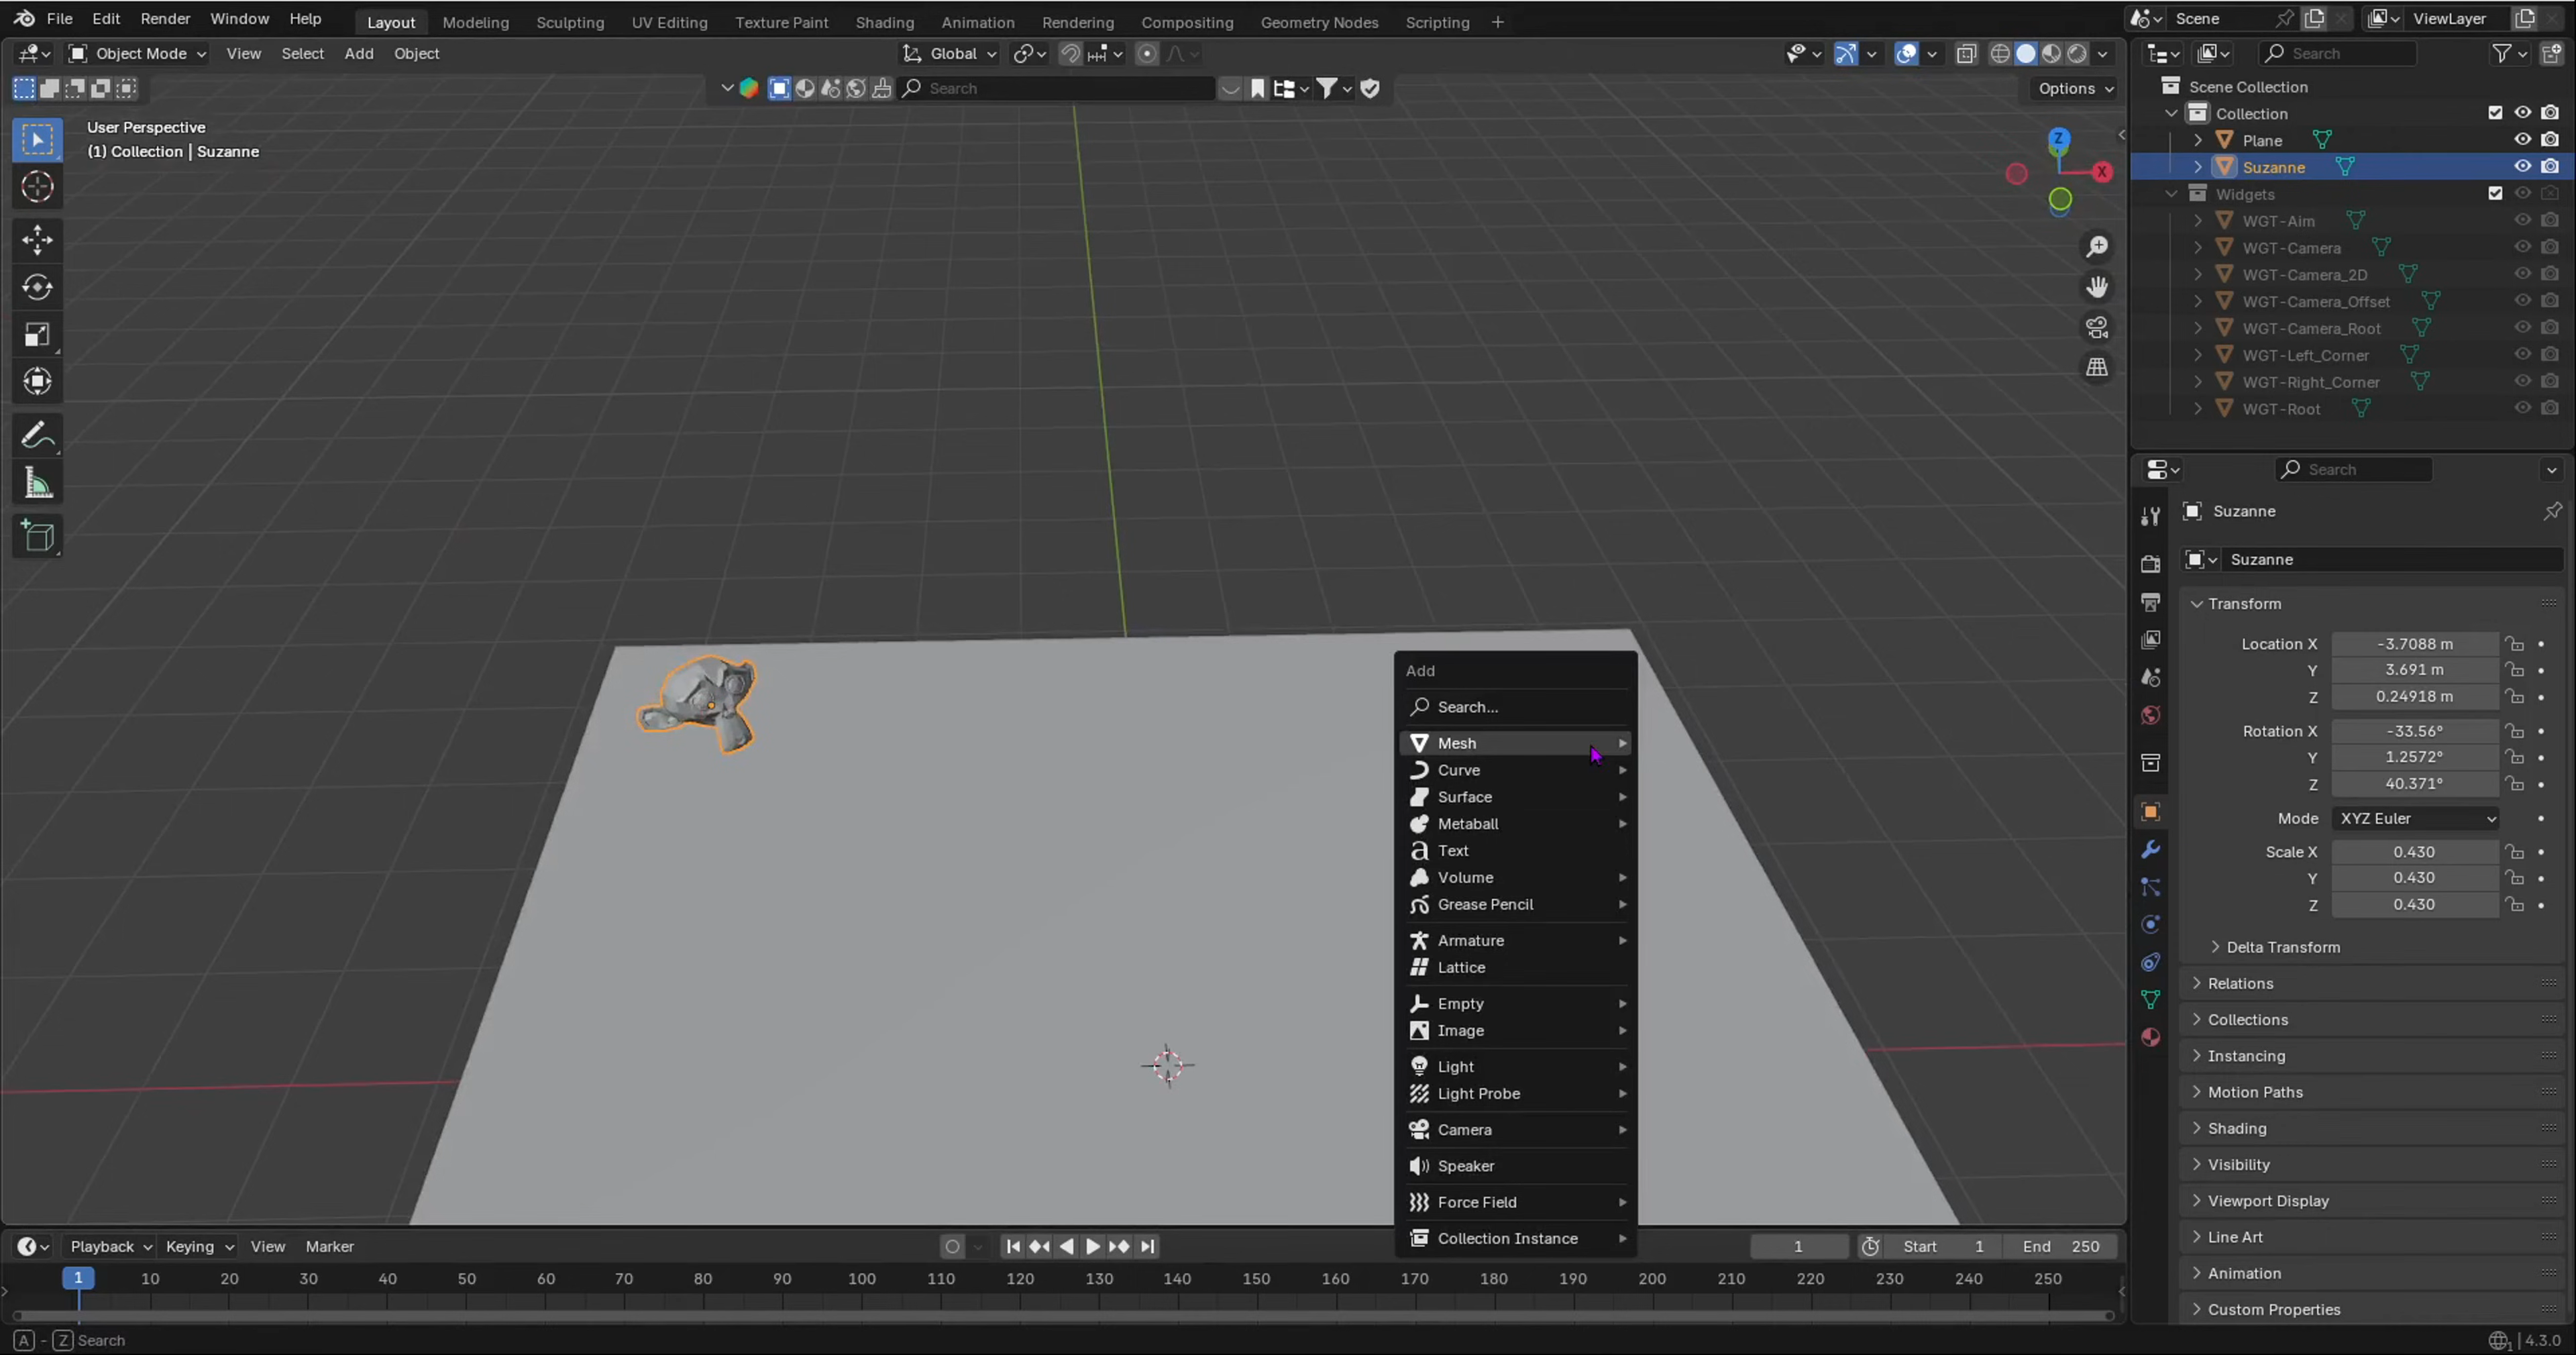 File Edit Render Window Help Layout Modeling Sculpting UV Editing Texture Paint Shading Animation Rendering Compositing Geometry Nodes Scripting + Scene ViewLayer
Object Mode View Select Add Object Global Search
Search Options
User Perspective
(1) Collection | Suzanne
Z
X
Scene Collection
Collection
Plane
Suzanne
Widgets
WGT-Aim
WGT-Camera
WGT-Camera_2D
WGT-Camera_Offset
WGT-Camera_Root
WGT-Left_Corner
WGT-Right_Corner
WGT-Root
Search
Suzanne
Suzanne
Transform
Location X -3.7088 m
Y 3.691 m
Z 0.24918 m
Rotation X -33.56°
Y 1.2572°
Z 40.371°
Mode XYZ Euler
Scale X 0.430
Y 0.430
Z 0.430
Delta Transform
Relations
Collections
Instancing
Motion Paths
Shading
Visibility
Viewport Display
Line Art
Animation
Custom Properties
Add
Search...
Mesh
Curve
Surface
Metaball
Text
Volume
Grease Pencil
Armature
Lattice
Empty
Image
Light
Light Probe
Camera
Speaker
Force Field
Collection Instance
Playback Keying View Marker 1 Start 1 End 250
1 10 20 30 40 50 60 70 80 90 100 110 120 130 140 150 160 170 180 190 200 210 220 230 240 250
A - Z Search 4.3.0